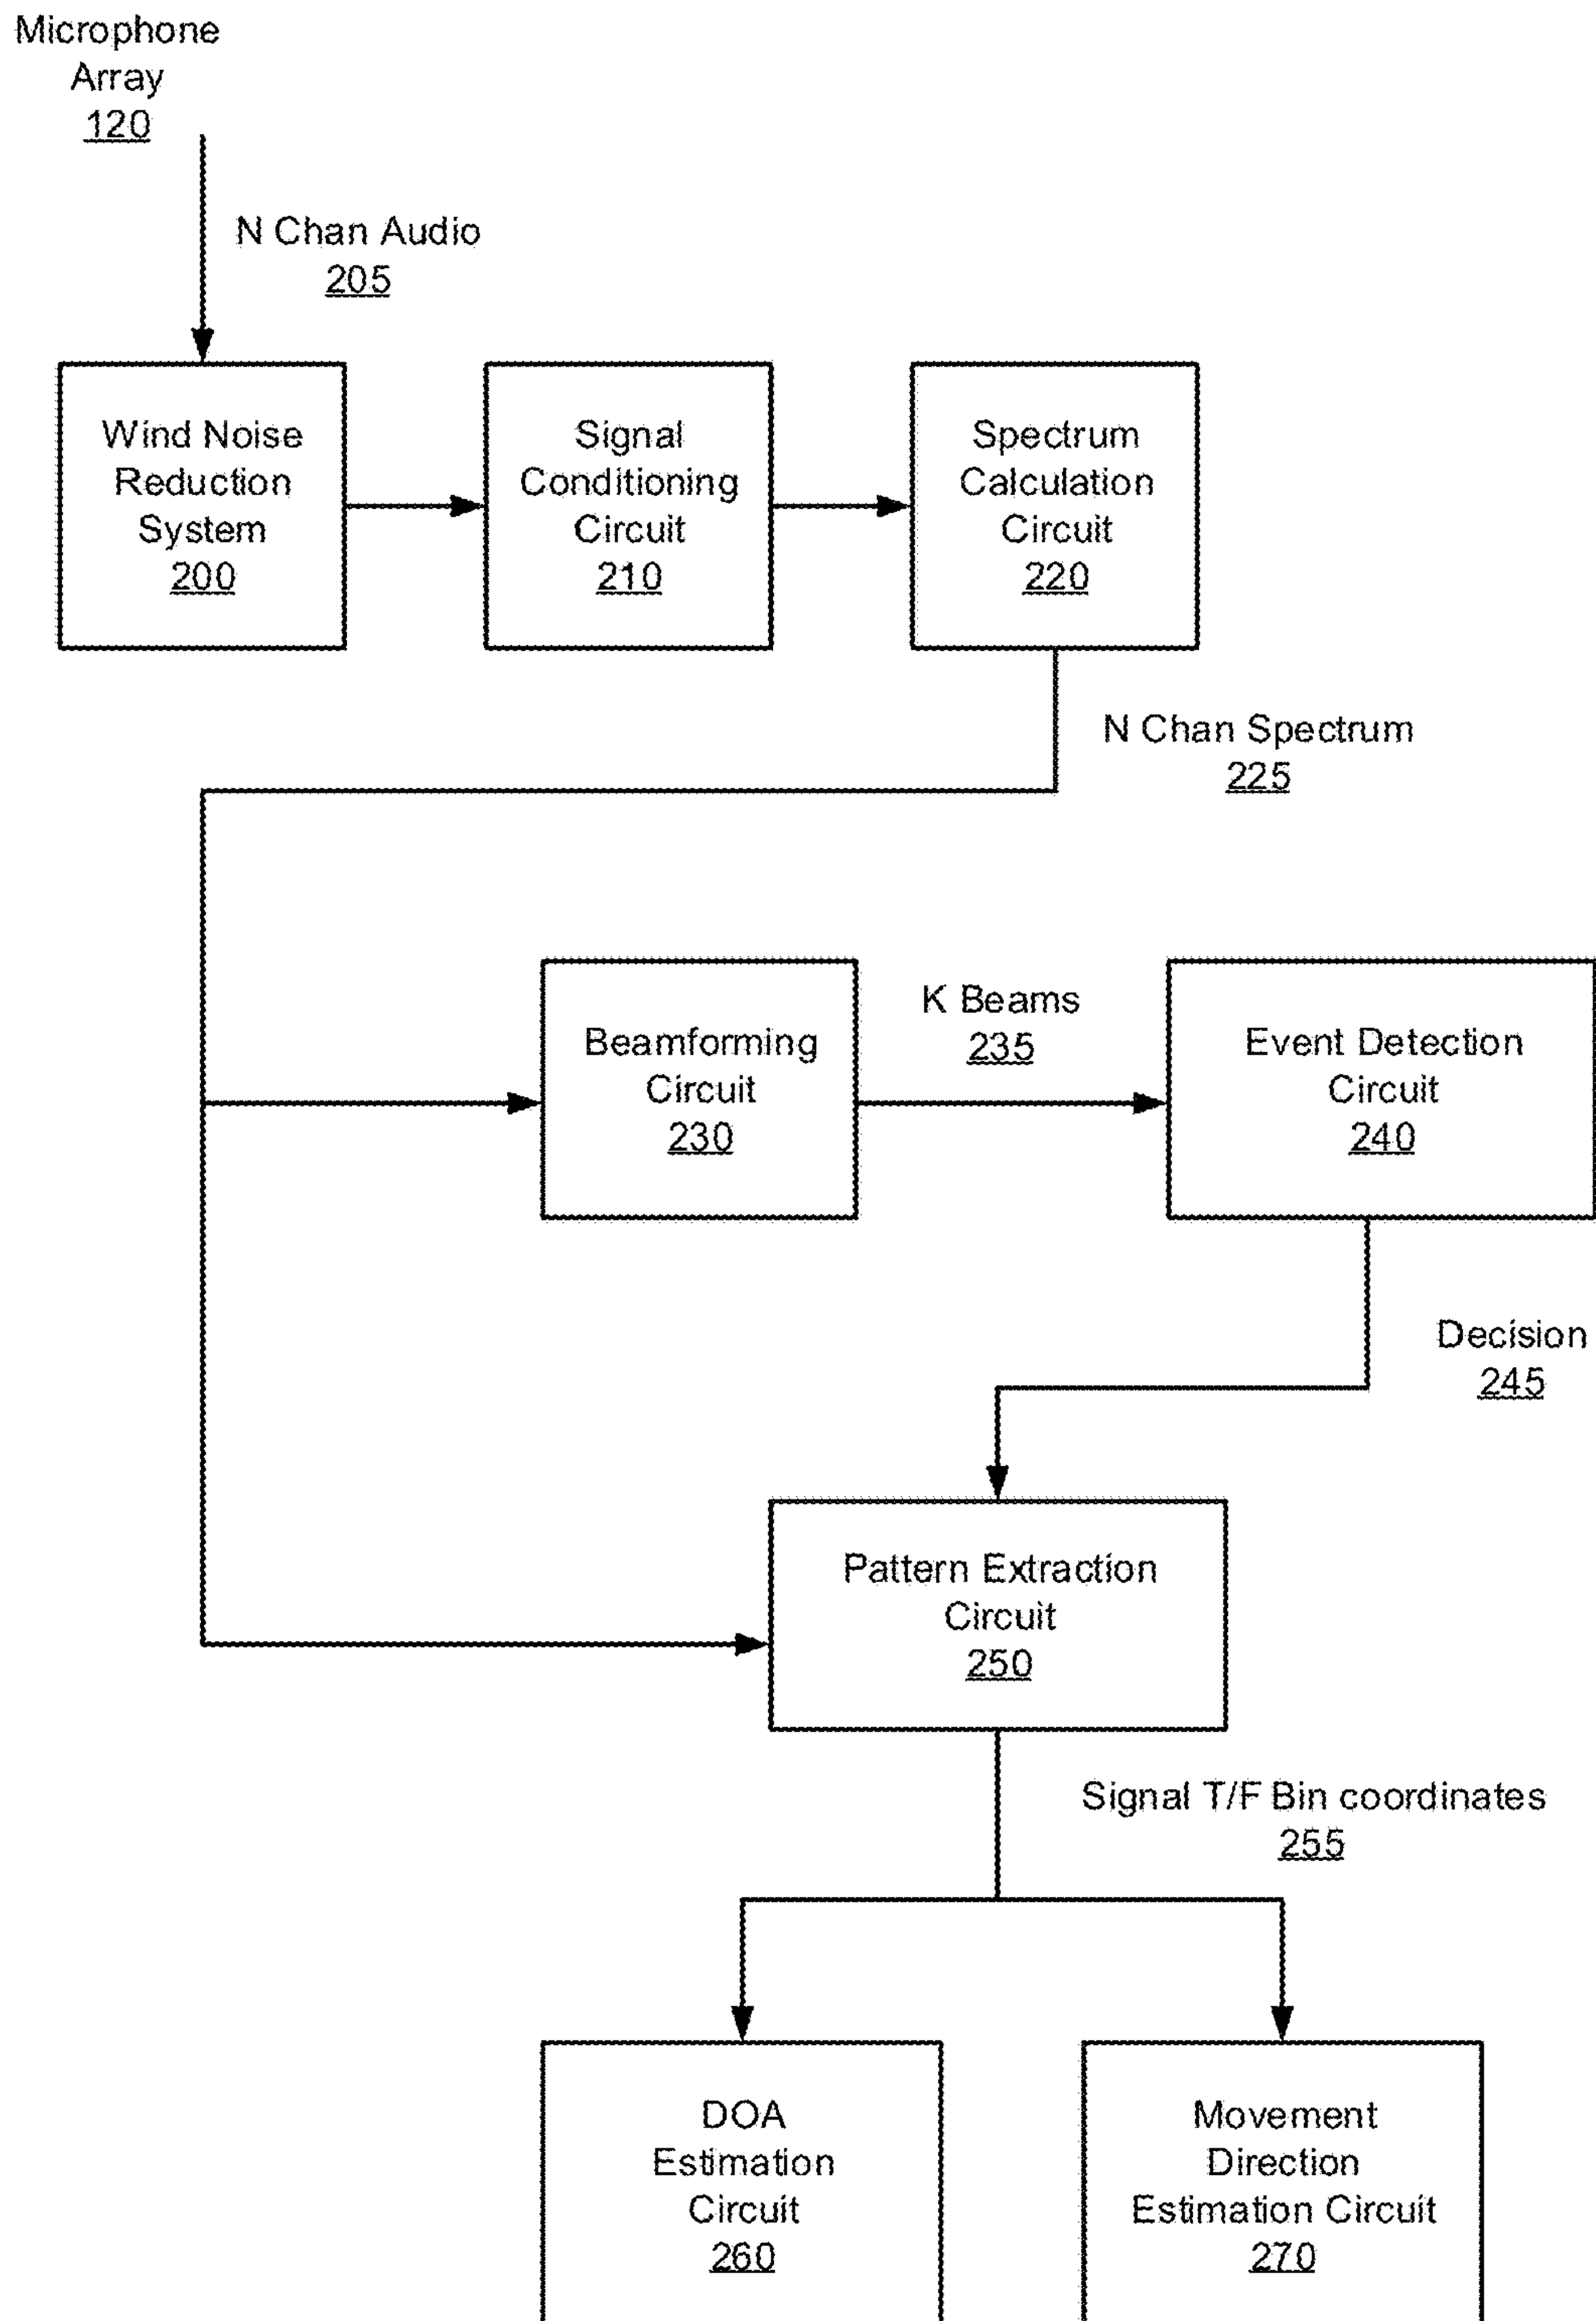 Microphone
Array
120
N Chan Audio
205
Wind Noise
Reduction
System
200
Signal
Conditioning
Circuit
210
Spectrum
Calculation
Circuit
220
N Chan Spectrum
225
Beamforming
Circuit
230
K Beams
235
Event Detection
Circuit
240
Decision
245
Pattern Extraction
Circuit
250
Signal T/F Bin coordinates
255
DOA
Estimation
Circuit
260
Movement
Direction
Estimation Circuit
270